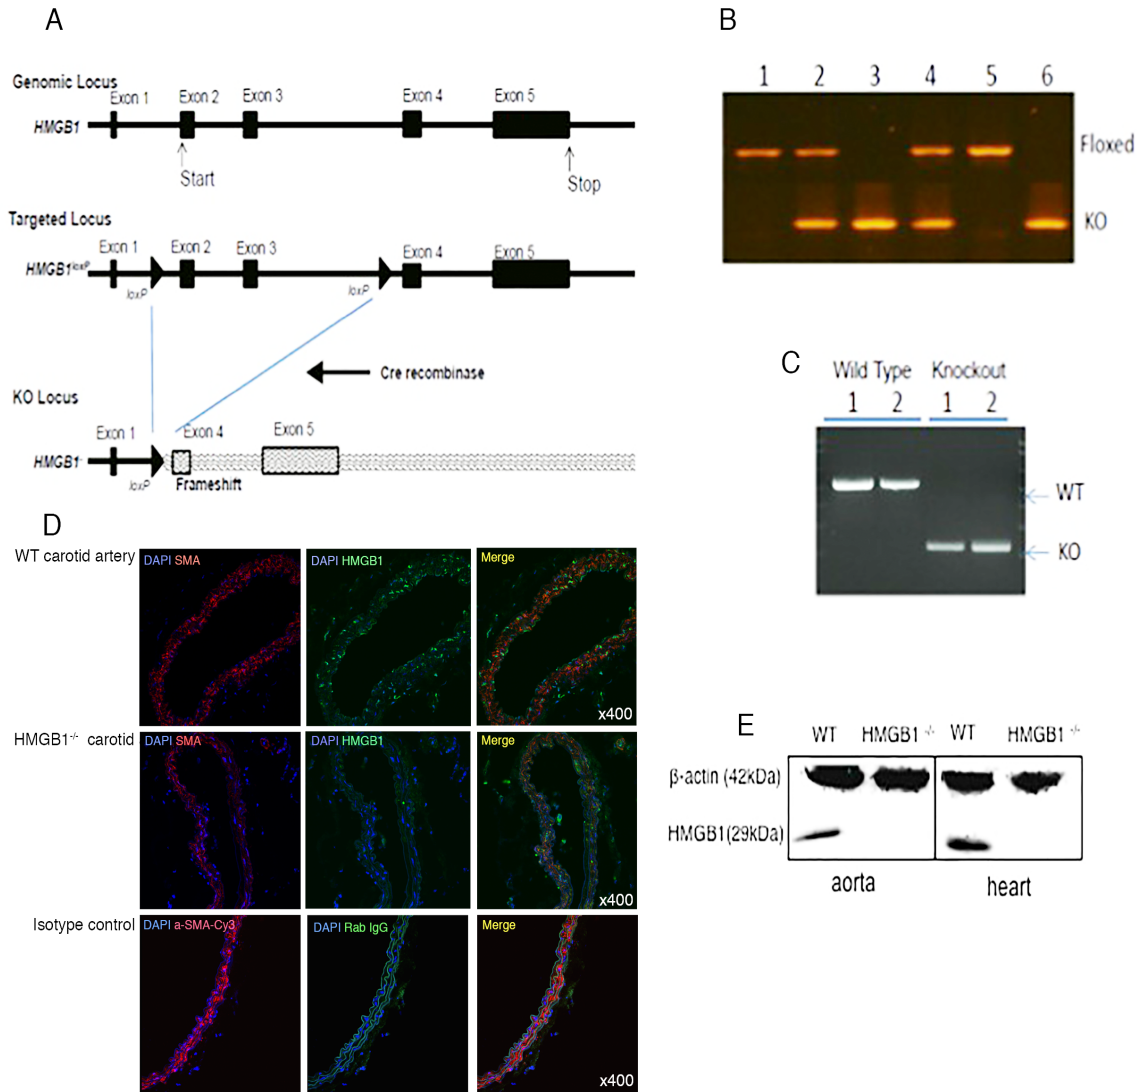 A
Genomic Locus
Exon 1 Exon 2 Exon 3 Exon 4 Exon 5
HMGB1
Start
Stop
Targeted Locus
Exon 1 Exon 2 Exon 3 Exon 4 Exon 5
HMGB1loxP
loxP loxP
Cre recombinase
KO Locus
Exon 1 Exon 4 Exon 5
HMGB1-
loxP
Frameshift
B
1 2 3 4 5 6
Floxed
KO
C
Wild Type Knockout
1 2 1 2
WT
KO
D
WT carotid artery
DAPI SMA
DAPI HMGB1
Merge
x400
HMGB1-/- carotid
DAPI SMA
DAPI HMGB1
Merge
x400
Isotype control
DAPI a-SMA-Cy3
DAPI Rab IgG
Merge
x400
E
WT HMGB1 -/- WT HMGB1 -/-
β-actin (42kDa)
HMGB1(29kDa)
aorta heart